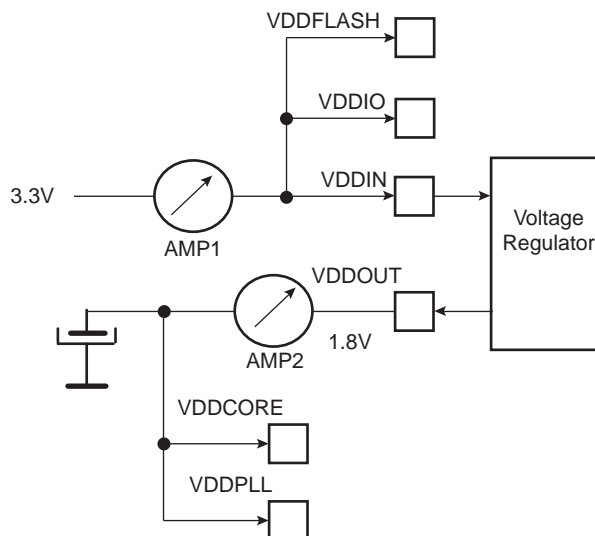 VDDFLASH
VDDIO
VDDIN
3.3V
AMP1
Voltage
Regulator
VDDOUT
1.8V
AMP2
VDDCORE
VDDPLL